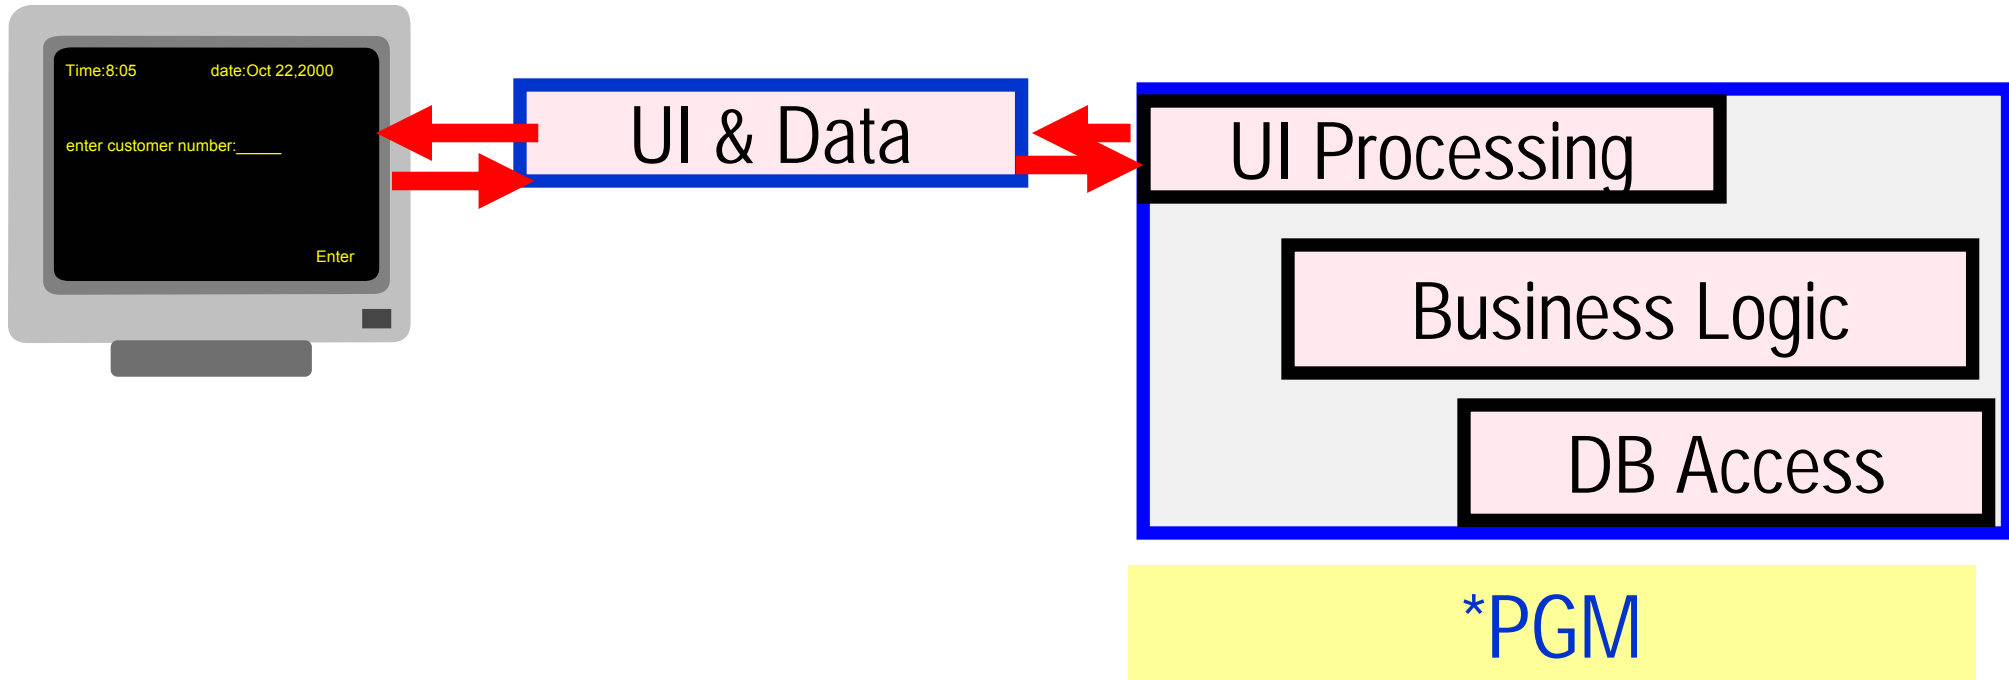 Time:8:05 date:Oct 22,2000
enter customer number:_____
Enter
UI & Data
UI Processing
Business Logic
DB Access
*PGM